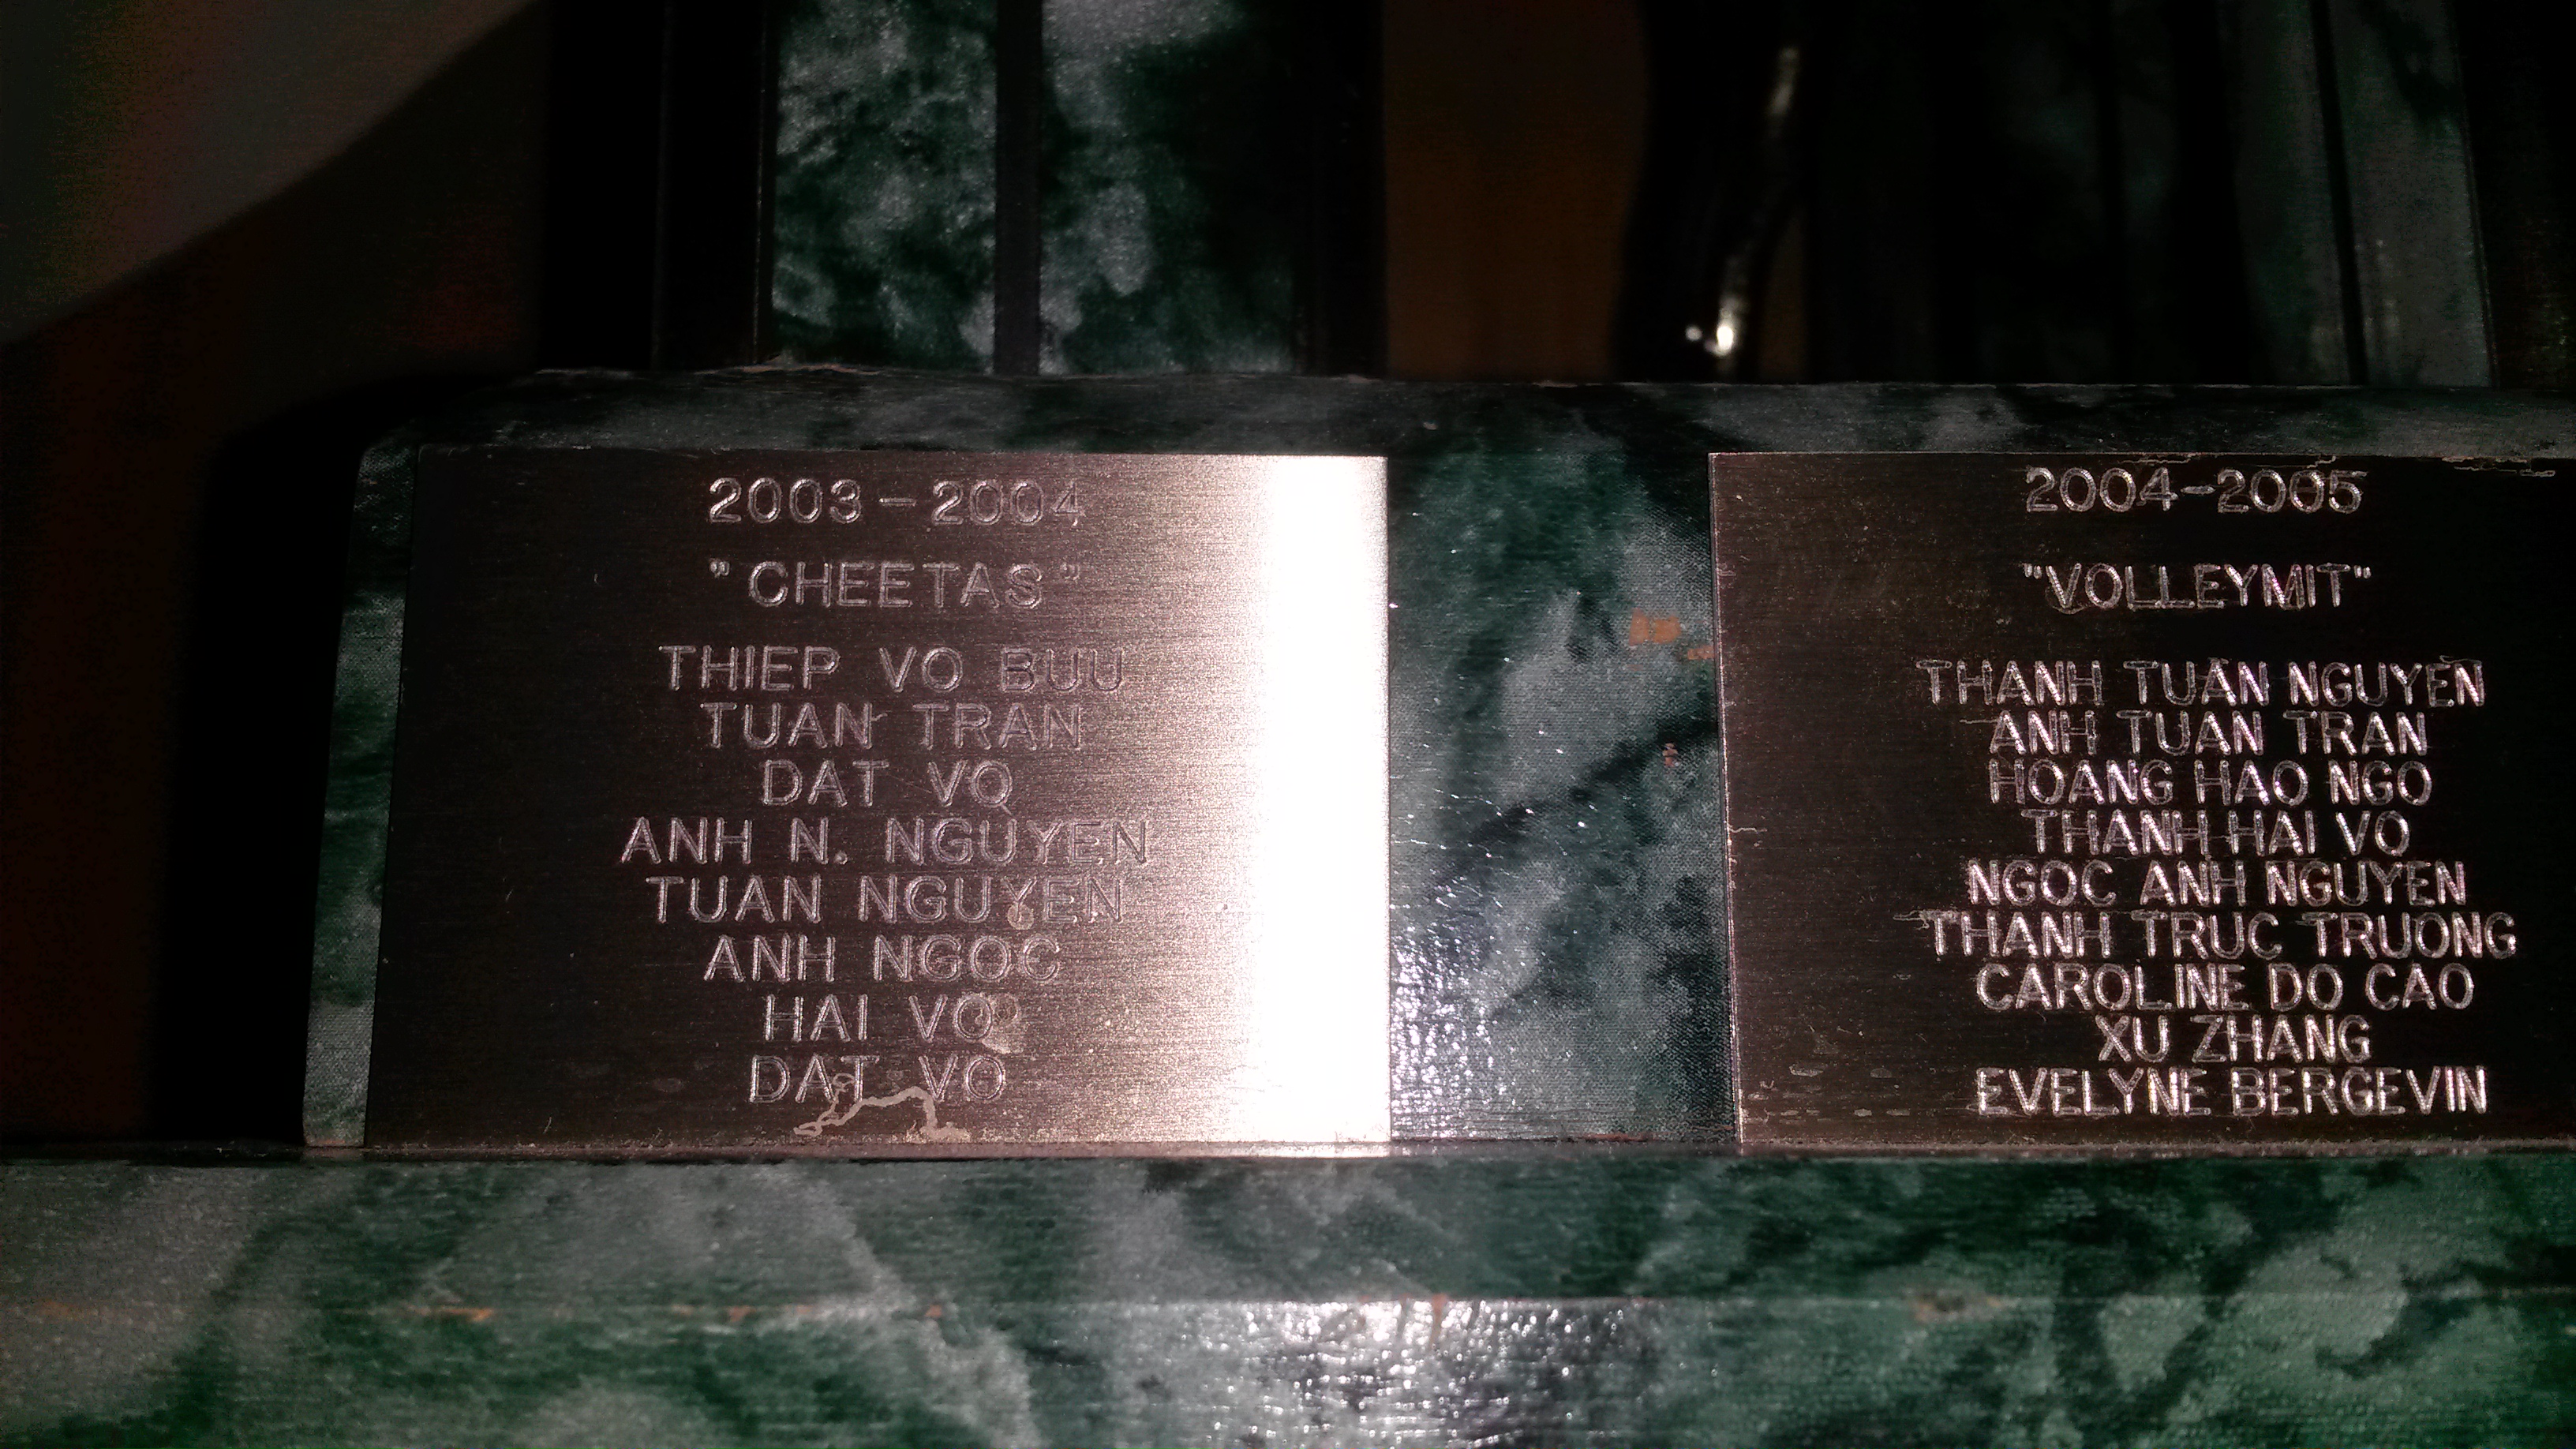 2003-2004
"CHEETAS"
THIEP VO BUU
TUAN TRAN
DAT VO
ANH N. NGUYEN
TUAN NGUYEN
ANH NGOC
HAI VO
DAT VO
2004-2005
"VOLLEYMIT"
THANH TUAN NGUYEN
ANH TUAN TRAN
HOANG HAO NGO
THANH HAI VO
NGOC ANH NGUYEN
THANH TRUC TRUONG
CAROLINE DO CAO
XU ZHANG
EVELYNE BERGEVIN